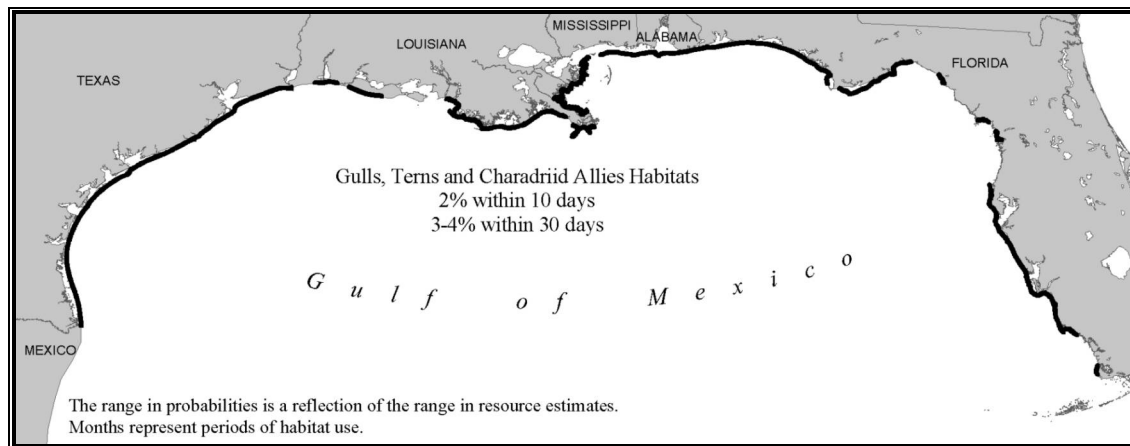 MISSISSIPPI
ALABAMA
LOUISIANA
TEXAS
FLORIDA
Gulls, Terns and Charadriid Allies Habitats
2% within 10 days
3-4% within 30 days
Gulf of Mexico
MEXICO
The range in probabilities is a reflection of the range in resource estimates.
Months represent periods of habitat use.